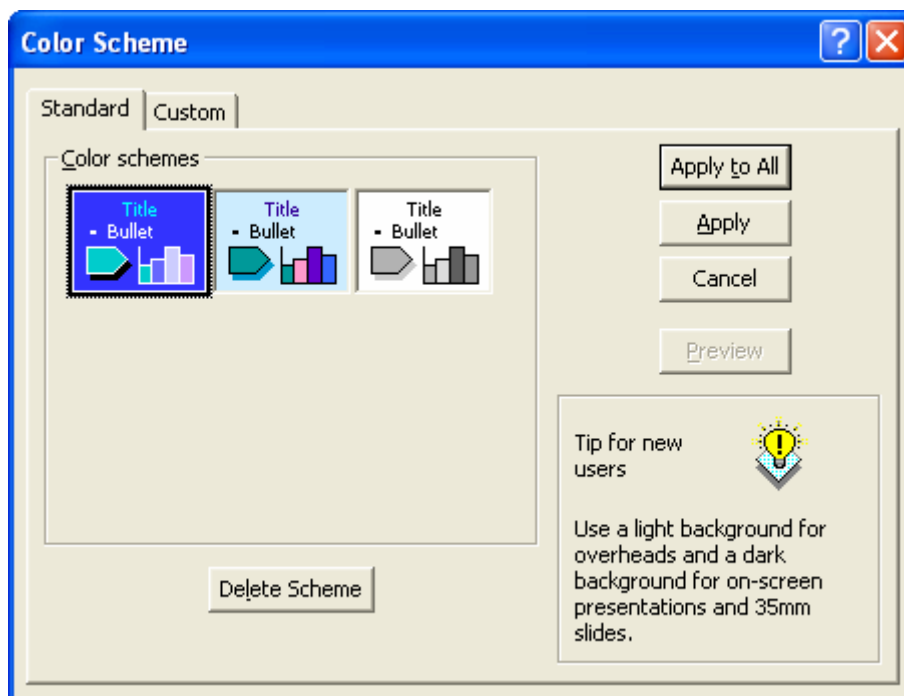 Color Scheme
Standard
Custom
Color schemes
Title
- Bullet
Title
- Bullet
Title
- Bullet
Apply to All
Apply
Cancel
Preview
Tip for new
users
Use a light background for
overheads and a dark
background for on-screen
presentations and 35mm
slides.
Delete Scheme